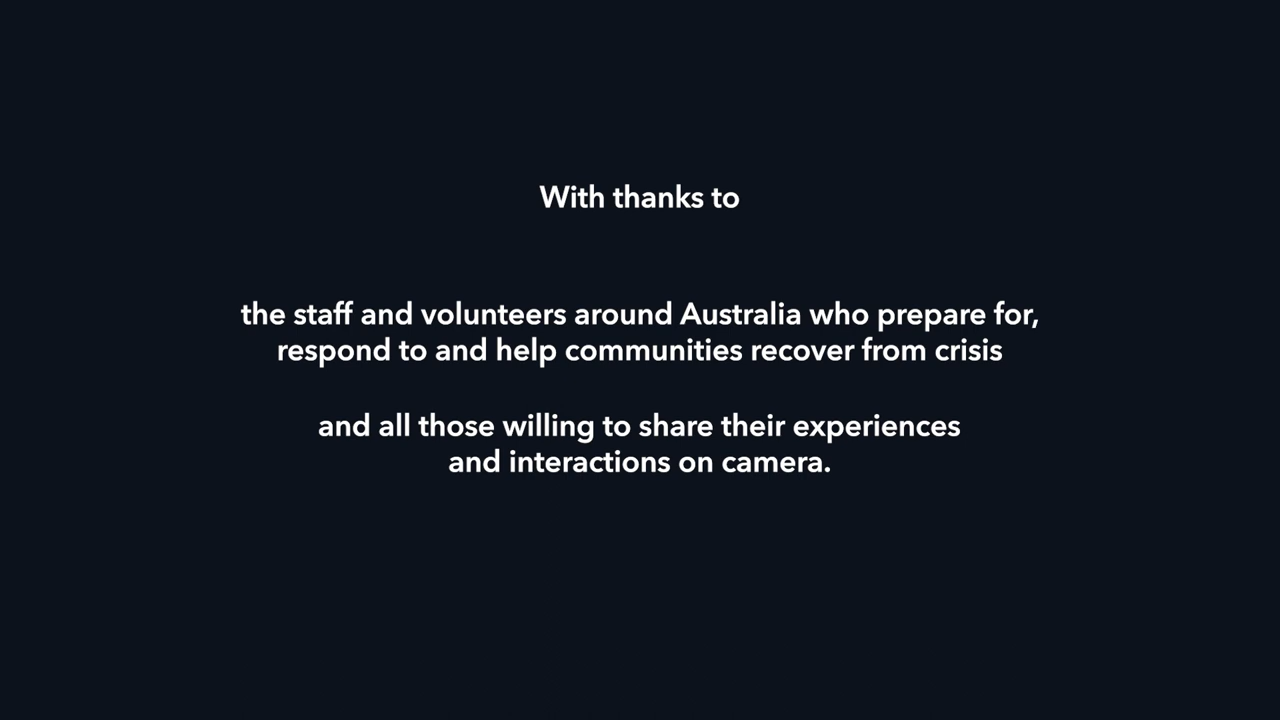 With thanks to
the staff and volunteers around Australia who prepare for,
respond to and help communities recover from crisis
and all those willing to share their experiences
and interactions on camera.